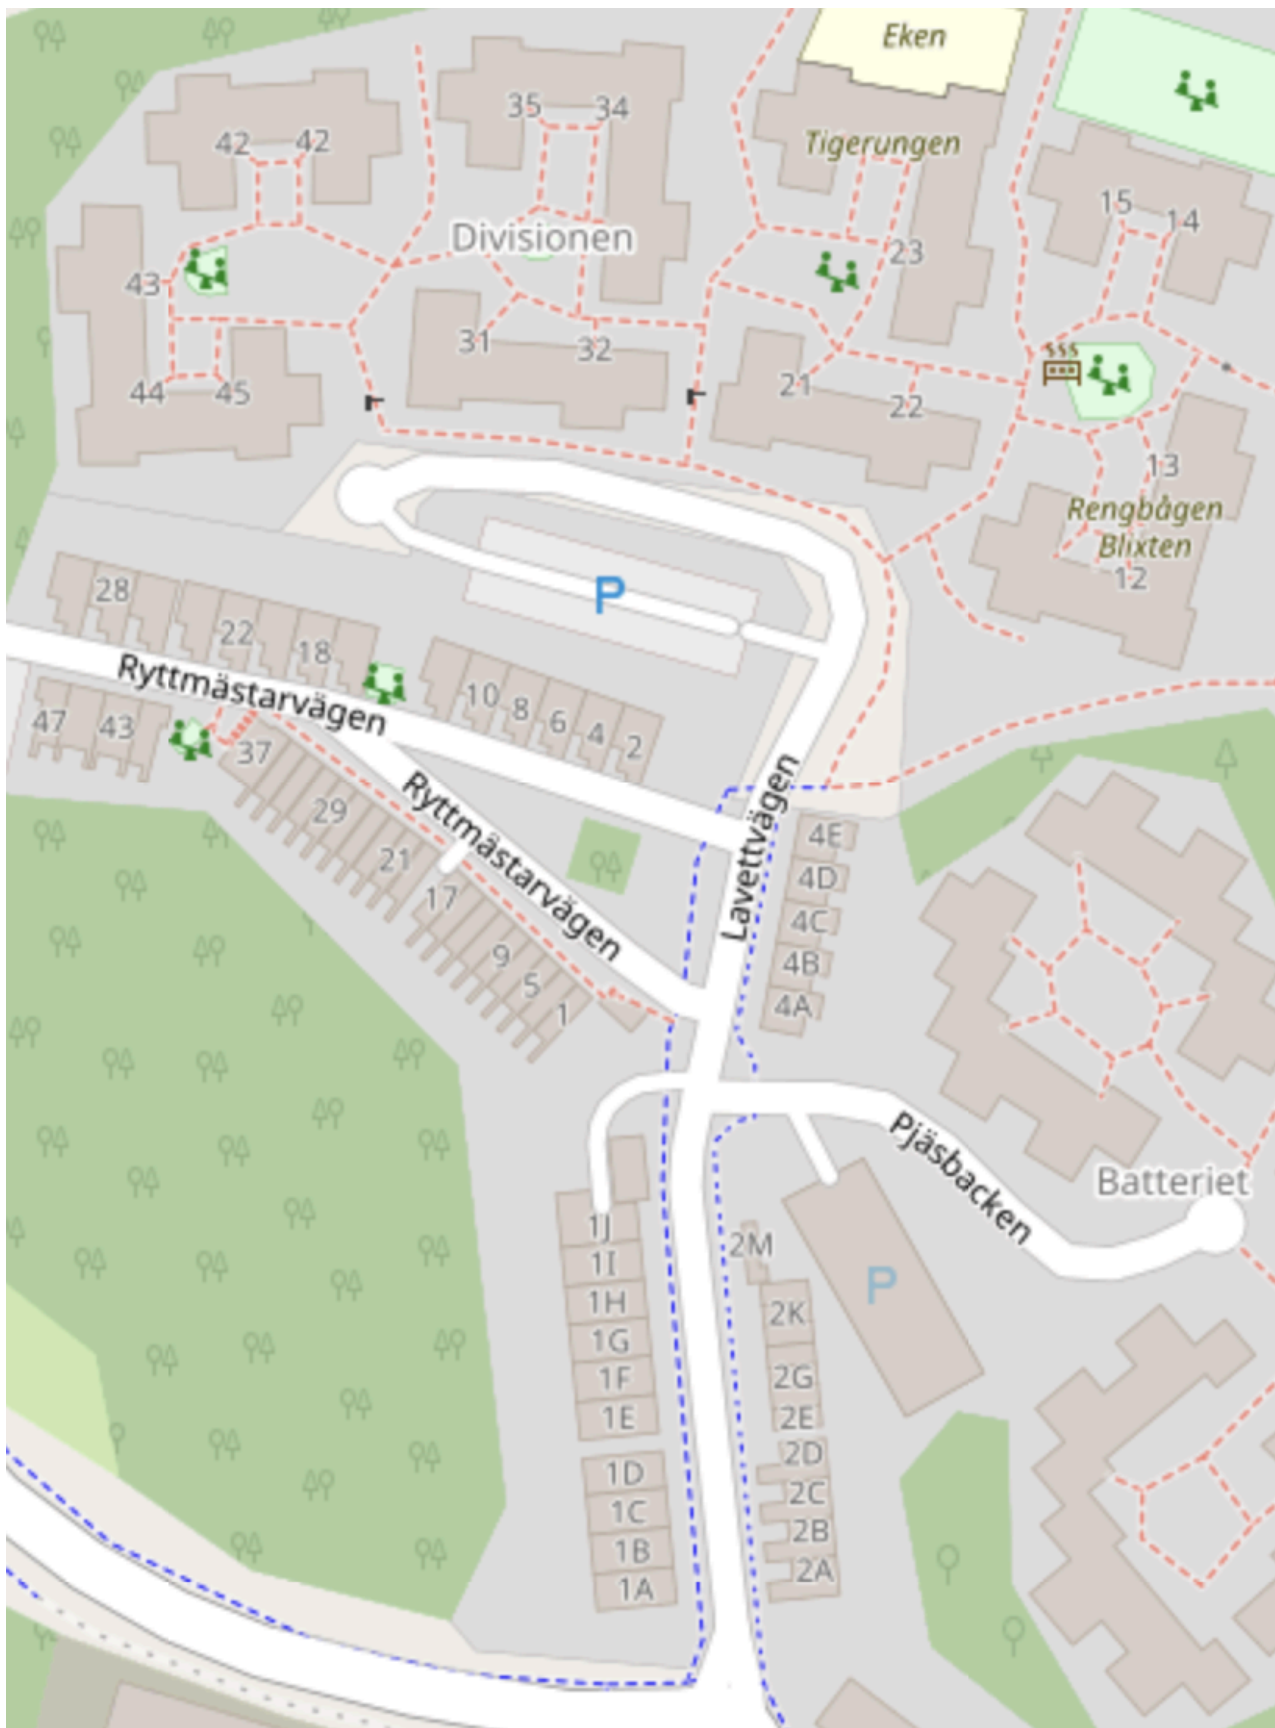 Eken
35 34
Tigerungen
42 42
15
14
Divisionen
23
43
31
32
21
22
44 45
13
Rengbågen
Blixten
12
28
P
22
18
Ryttmästarvägen
10
8
6
4
2
47
43
37
29
21
17
9
5
1
Ryttmästarvägen
Lavettvägen
4E
4D
4C
4B
4A
Pjäsbacken
Batteriet
1J
1I
1H
1G
1F
1E
1D
1C
1B
1A
2M
P
2K
2G
2E
2D
2C
2B
2A